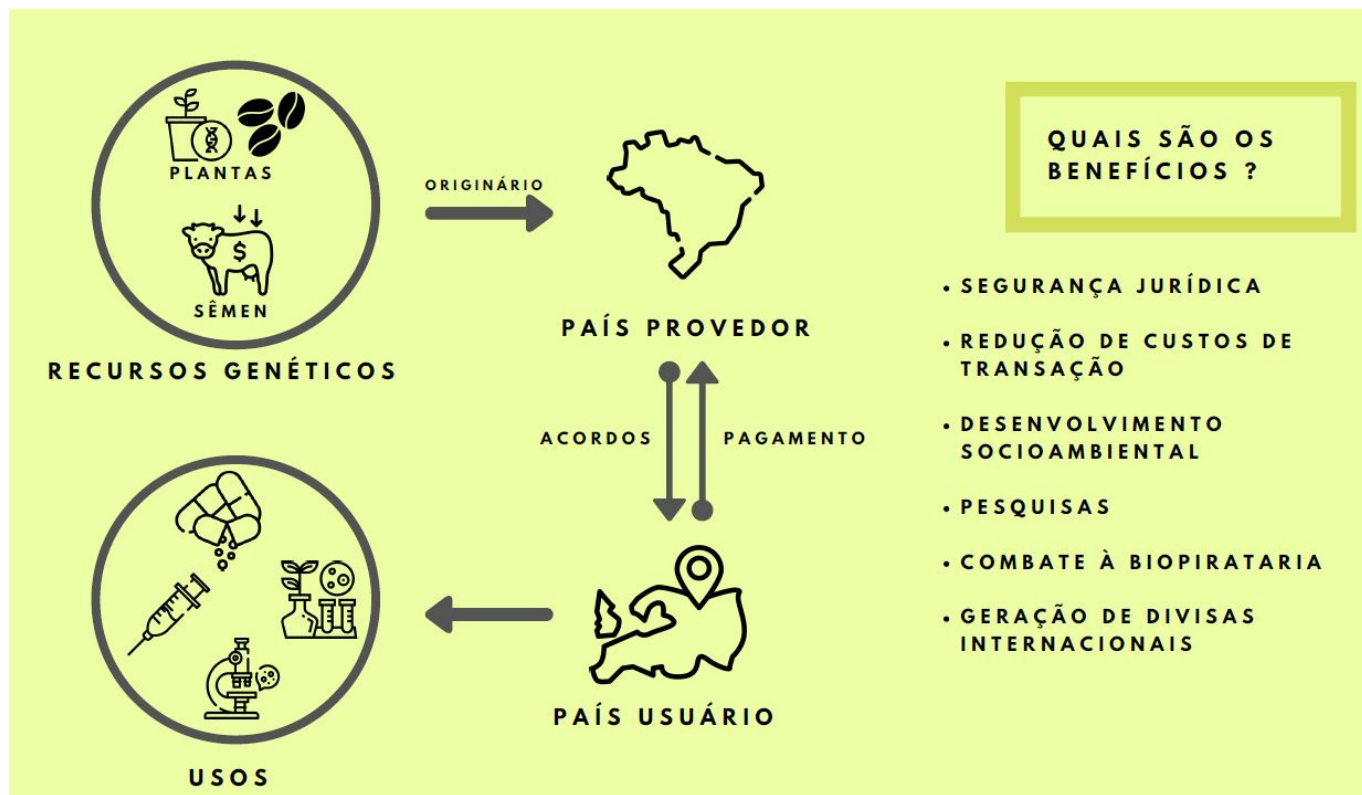 PLANTAS
$
SÊMEN
RECURSOS GENÉTICOS
ORIGINÁRIO
PAÍS PROVEDOR
ACORDOS
PAGAMENTO
PAÍS USUÁRIO
USOS
QUAIS SÃO OS
BENEFÍCIOS ?
• SEGURANÇA JURÍDICA
• REDUÇÃO DE CUSTOS DE
TRANSAÇÃO
• DESENVOLVIMENTO
SOCIOAMBIENTAL
• PESQUISAS
• COMBATE À BIOPIRATARIA
• GERAÇÃO DE DIVISAS
INTERNACIONAIS